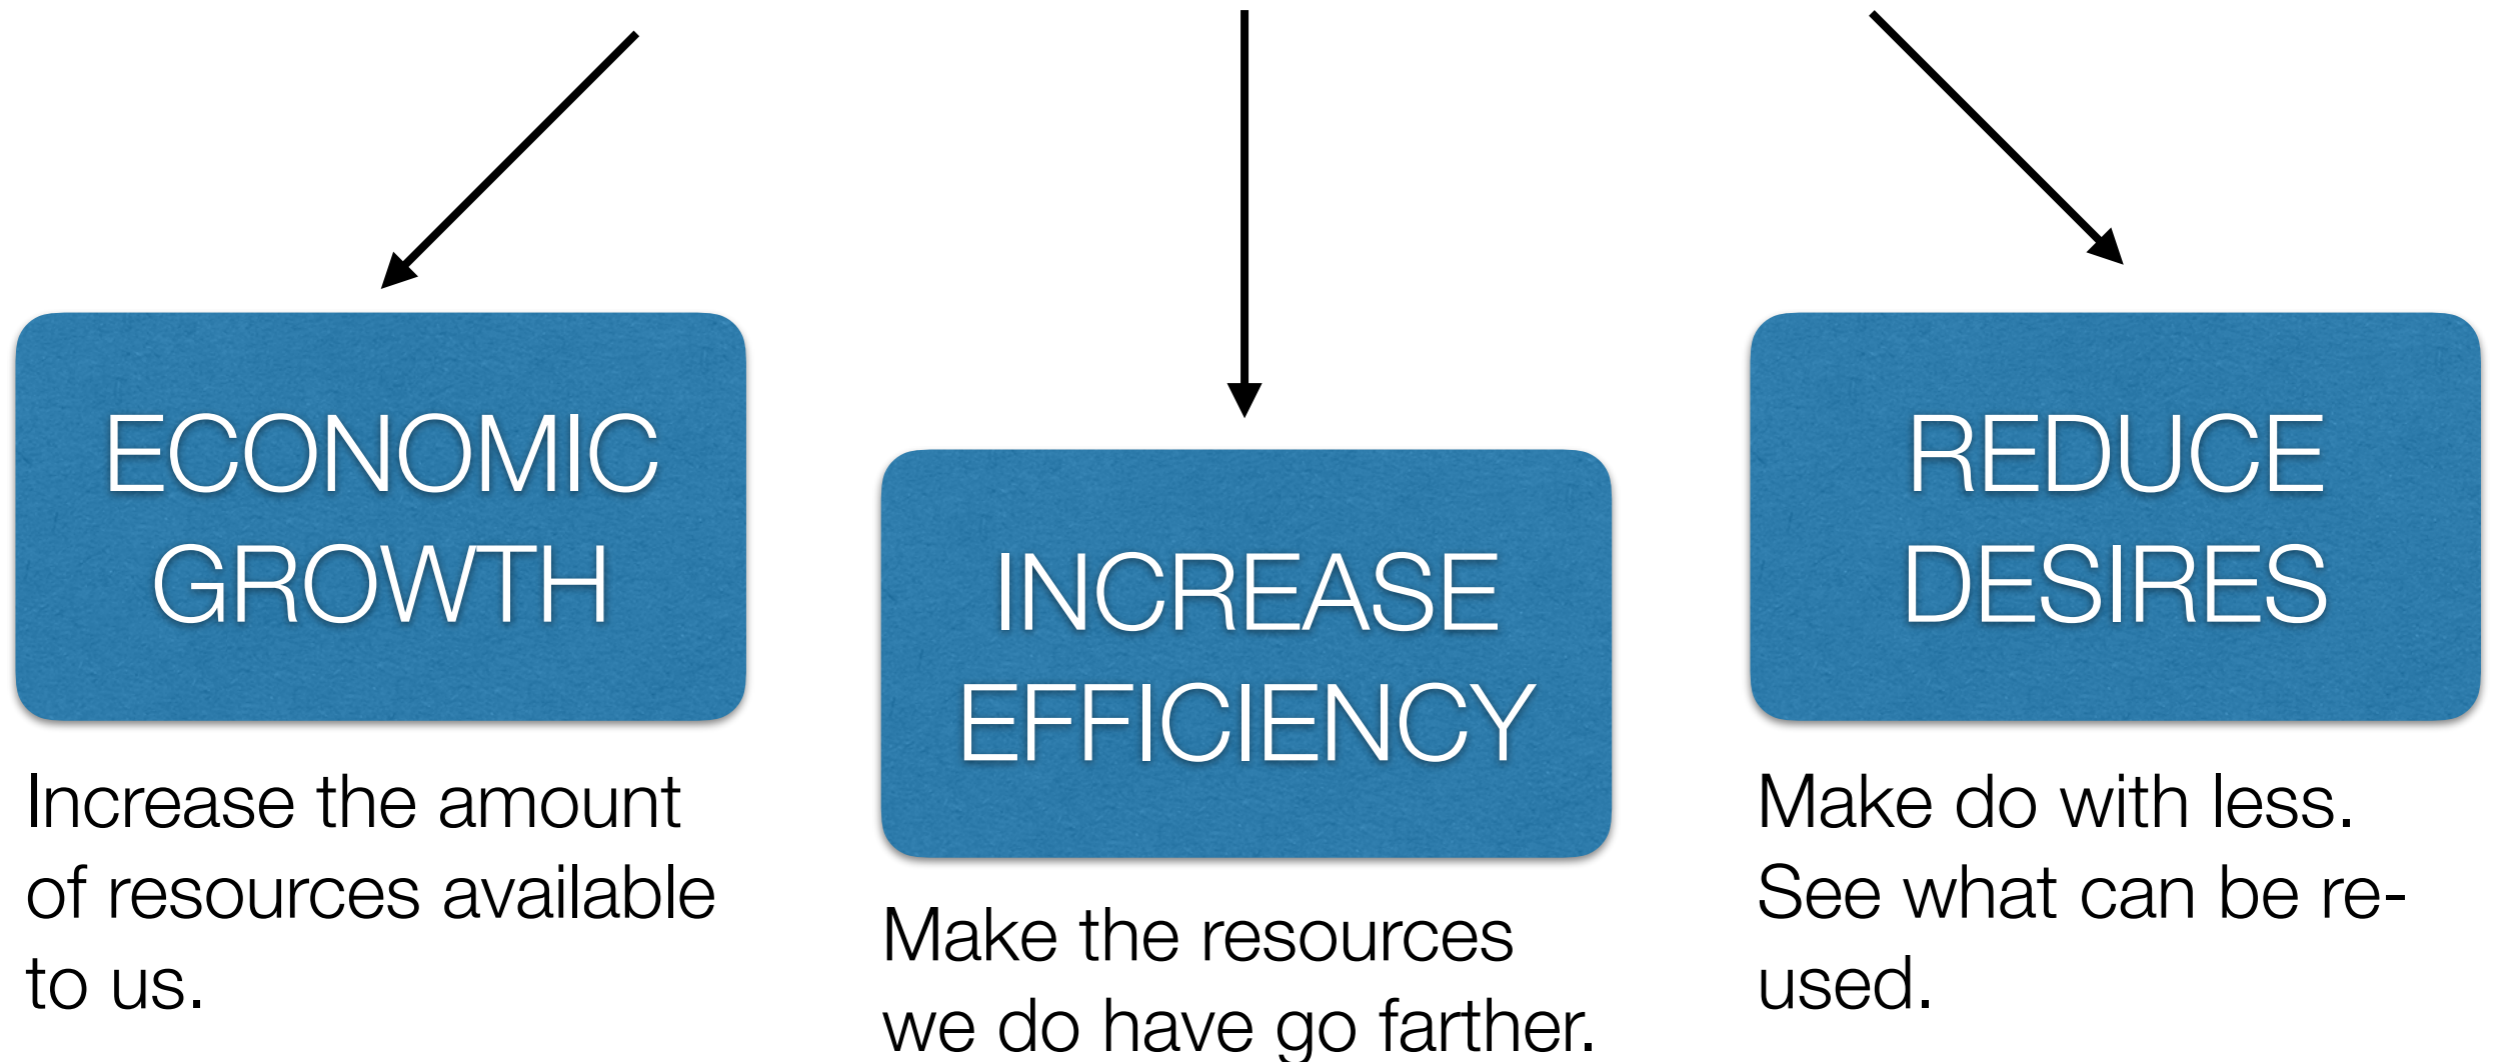 ECONOMIC
GROWTH
Increase the amount
of resources available
to us.
INCREASE
EFFICIENCY
Make the resources
we do have go farther.
REDUCE
DESIRES
Make do with less.
See what can be re-
used.